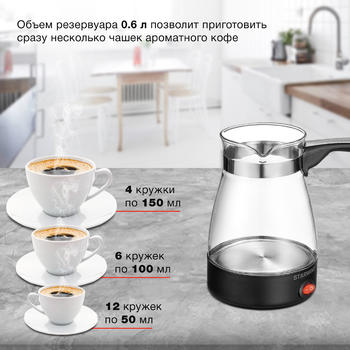 Объем резервуара 0.6 л позволит приготовить
сразу несколько чашек ароматного кофе
4 кружки
по 150 мл
6 кружек
по 100 мл
12 кружек
по 50 мл